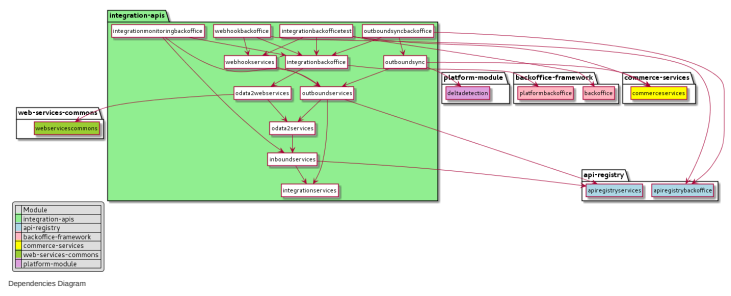 integration-apis
integrationmonitoringbackoffice
webhookbackoffice
integrationbackofficetest
outboundsyncbackoffice
webhookservices
integrationbackoffice
outboundsync
odata2webservices
outboundservices
odata2services
inboundservices
integrationservices
platform-module
deltadetection
backoffice-framework
platformbackoffice
backoffice
commerce-services
commerceservices
web-services-commons
webservicescommons
api-registry
apiregistryservices
apiregistrybackoffice
Module
integration-apis
api-registry
backoffice-framework
commerce-services
web-services-commons
platform-module
Dependencies Diagram